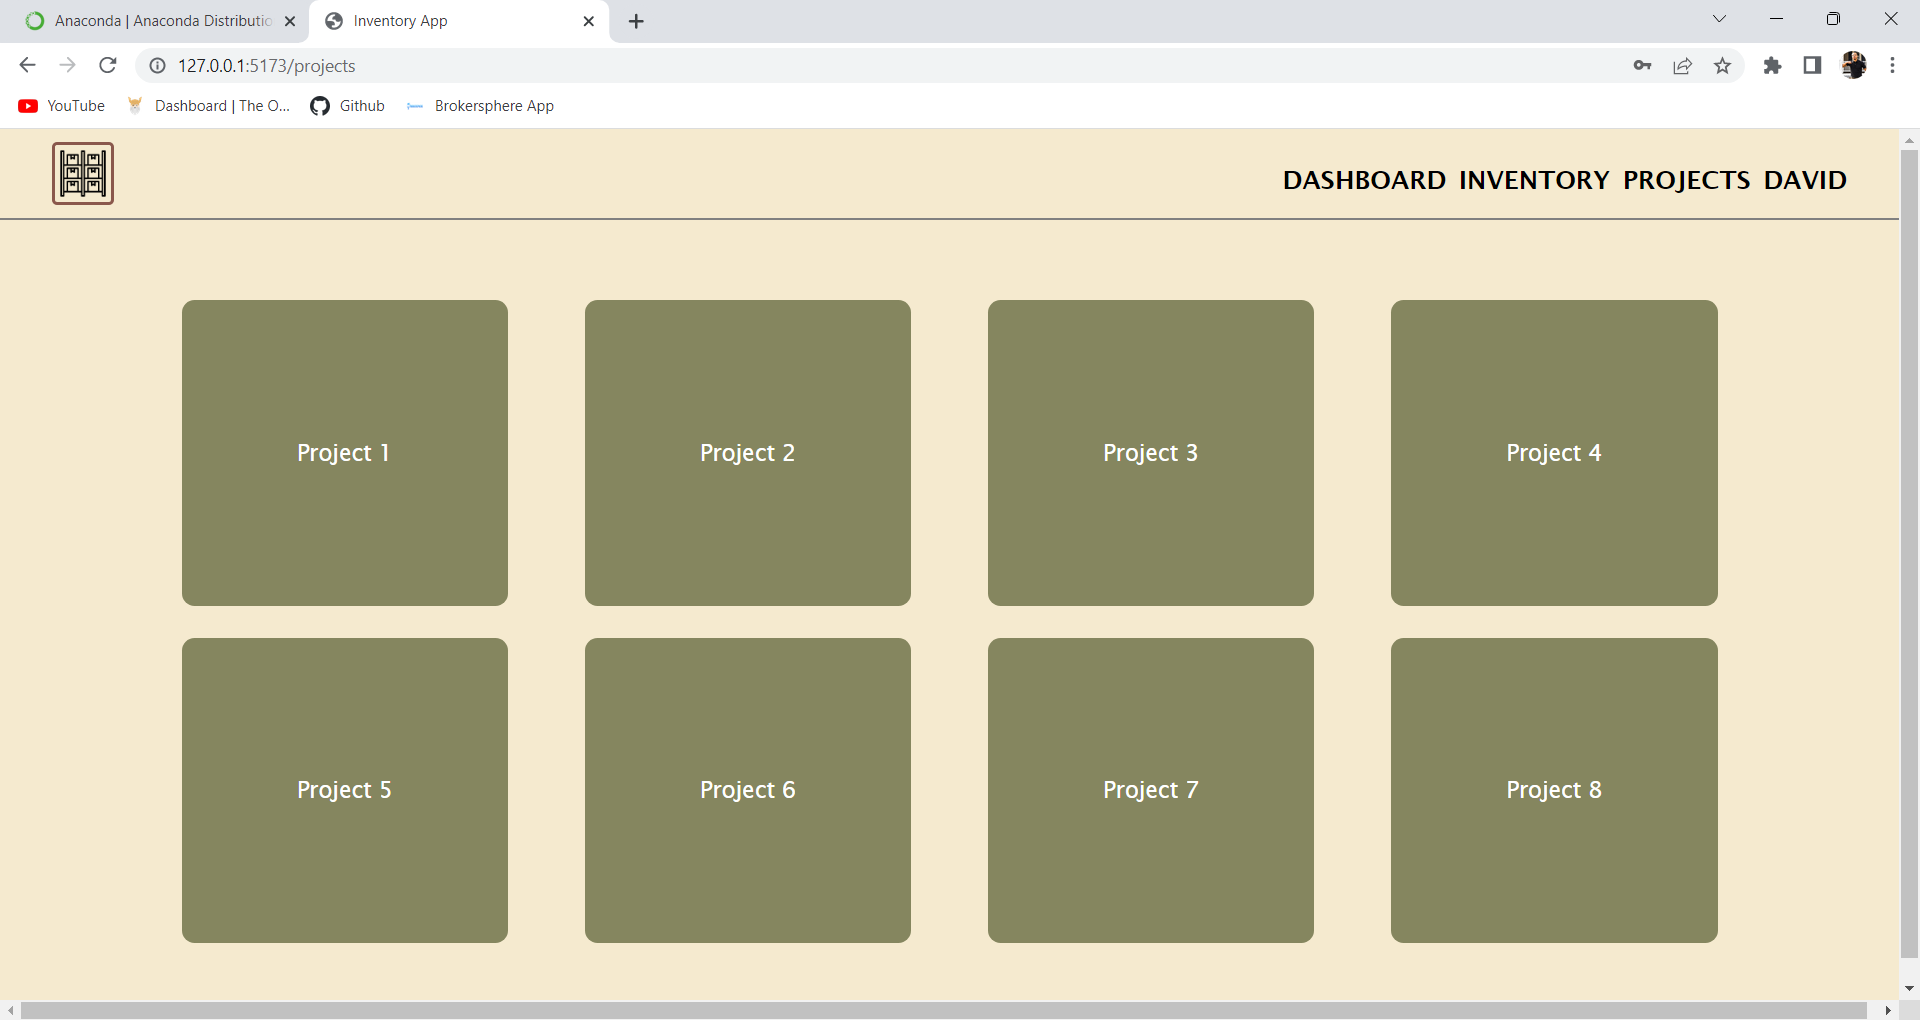 Anaconda | Anaconda Distributio
Inventory App
127.0.0.1:5173/projects
YouTube
Dashboard | The O...
Github
Brokersphere App
DASHBOARD INVENTORY PROJECTS DAVID
Project 1
Project 2
Project 3
Project 4
Project 5
Project 6
Project 7
Project 8